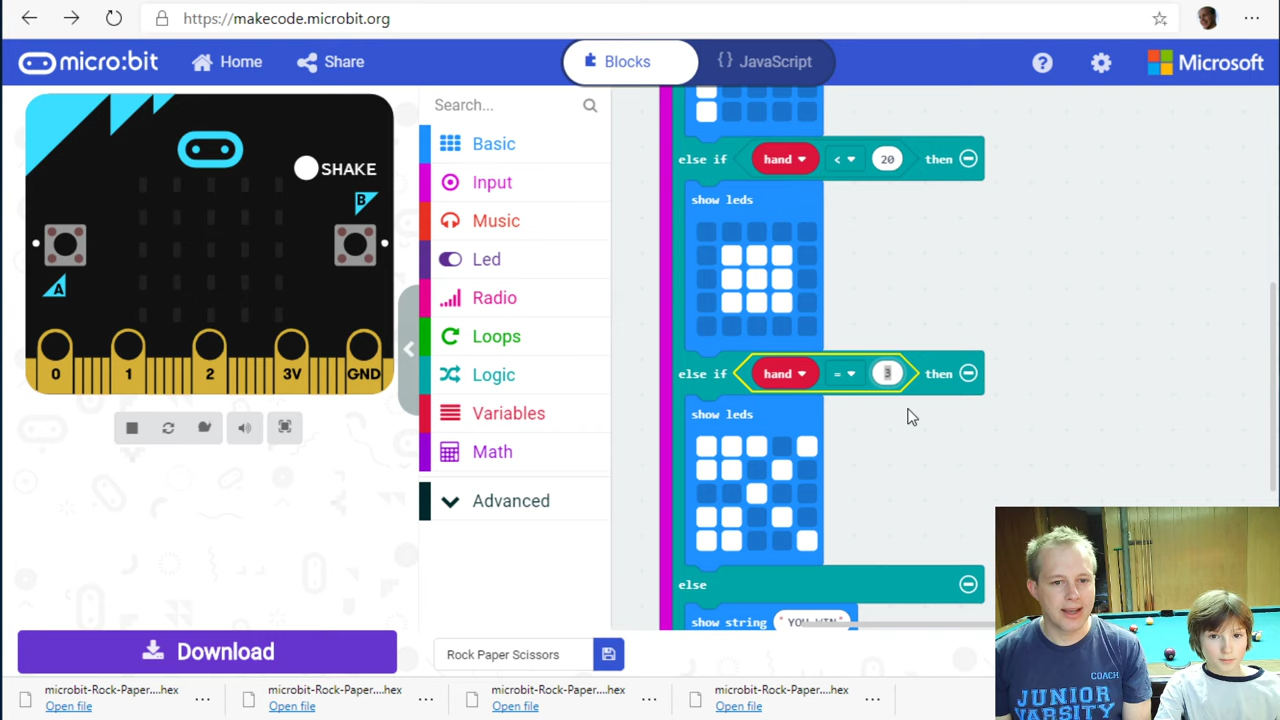 https://makecode.microbit.org
micro:bit Home Share Blocks {} JavaScript ? Microsoft
Search...
Basic
Input
Music
Led
Radio
Loops
Logic
Variables
Math
Advanced
SHAKE
B
A
0 1 2 3V GND
else if hand < 20 then
show leds
else if hand = 3 then
show leds
else
show string "YOU WIN"
Download
Rock Paper Scissors
microbit-Rock-Paper....hex ... microbit-Rock-Paper....hex ... microbit-Rock-Paper....hex ... microbit-Rock-Paper....hex ...
Open file Open file Open file Open file
COACH
JUNIOR
VARSITY